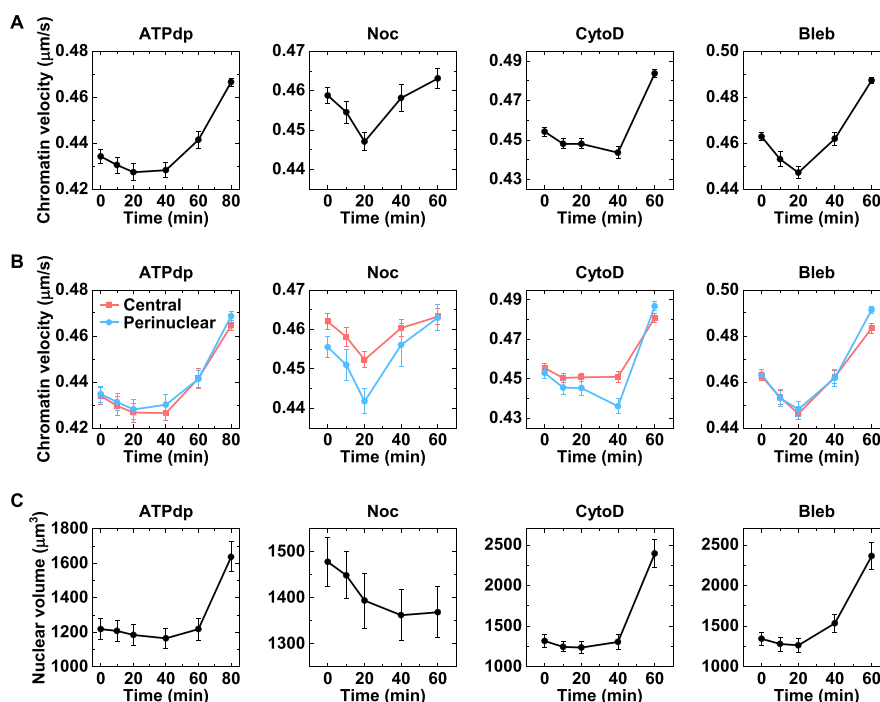 A
ATPdp
Noc
CytoD
Bleb
Chromatin velocity (μm/s)
0.48
0.46
0.44
0.42
0 20 40 60 80
Time (min)
0.47
0.46
0.45
0.44
0 20 40 60
Time (min)
0.49
0.47
0.45
0.43
0 20 40 60
Time (min)
0.50
0.48
0.46
0.44
0 20 40 60
Time (min)
B
ATPdp
Noc
CytoD
Bleb
Chromatin velocity (μm/s)
0.48
0.46
0.44
0.42
Central
Perinuclear
0 20 40 60 80
Time (min)
0.47
0.46
0.45
0.44
0 20 40 60
Time (min)
0.49
0.47
0.45
0.43
0 20 40 60
Time (min)
0.50
0.48
0.46
0.44
0 20 40 60
Time (min)
C
ATPdp
Noc
CytoD
Bleb
Nuclear volume (μm³)
1800
1600
1400
1200
1000
0 20 40 60 80
Time (min)
1500
1400
1300
0 20 40 60
Time (min)
2500
2000
1500
1000
0 20 40 60
Time (min)
2500
2000
1500
1000
0 20 40 60
Time (min)